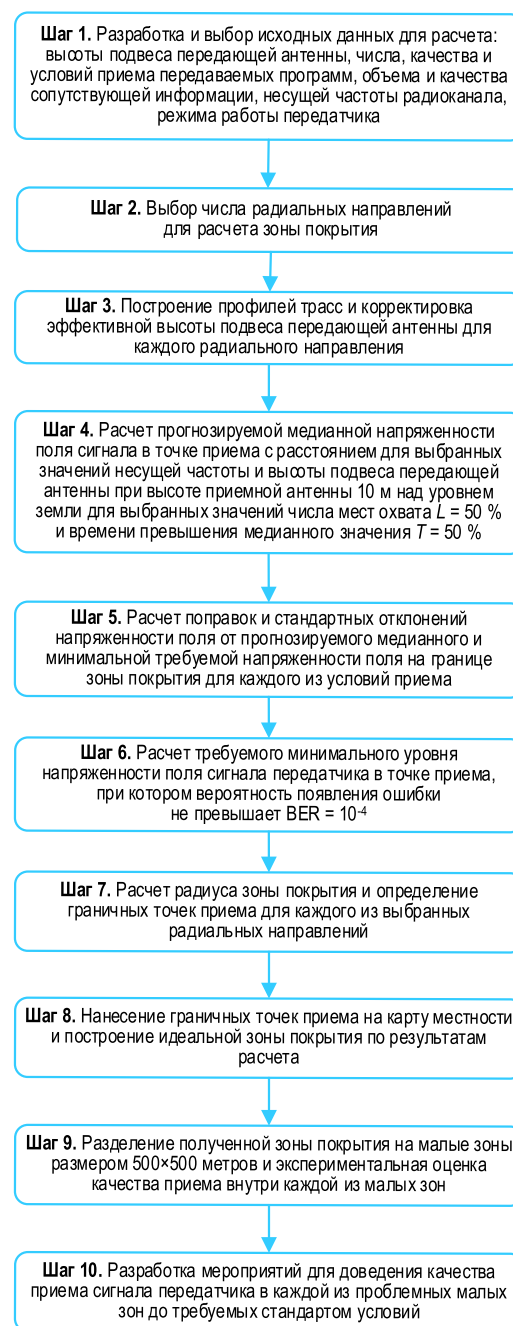 Шаг 1. Разработка и выбор исходных данных для расчета:
высоты подвеса передающей антенны, числа, качества и
условий приема передаваемых программ, объема и качества
сопутствующей информации, несущей частоты радиоканала,
режима работы передатчика
Шаг 2. Выбор числа радиальных направлений
для расчета зоны покрытия
Шаг 3. Построение профилей трасс и корректировка
эффективной высоты подвеса передающей антенны для
каждого радиального направления
Шаг 4. Расчет прогнозируемой медианной напряженности
поля сигнала в точке приема с расстоянием для выбранных
значений несущей частоты и высоты подвеса передающей
антенны при высоте приемной антенны 10 м над уровнем
земли для выбранных значений числа мест охвата L = 50 %
и времени превышения медианного значения T = 50 %
Шаг 5. Расчет поправок и стандартных отклонений
напряженности поля от прогнозируемого медианного и
минимальной требуемой напряженности поля на границе
зоны покрытия для каждого из условий приема
Шаг 6. Расчет требуемого минимального уровня
напряженности поля сигнала передатчика в точке приема,
при котором вероятность появления ошибки
не превышает BER = 10⁻⁴
Шаг 7. Расчет радиуса зоны покрытия и определение
граничных точек приема для каждого из выбранных
радиальных направлений
Шаг 8. Нанесение граничных точек приема на карту местности
и построение идеальной зоны покрытия по результатам
расчета
Шаг 9. Разделение полученной зоны покрытия на малые зоны
размером 500×500 метров и экспериментальная оценка
качества приема внутри каждой из малых зон
Шаг 10. Разработка мероприятий для доведения качества
приема сигнала передатчика в каждой из проблемных малых
зон до требуемых стандартом условий